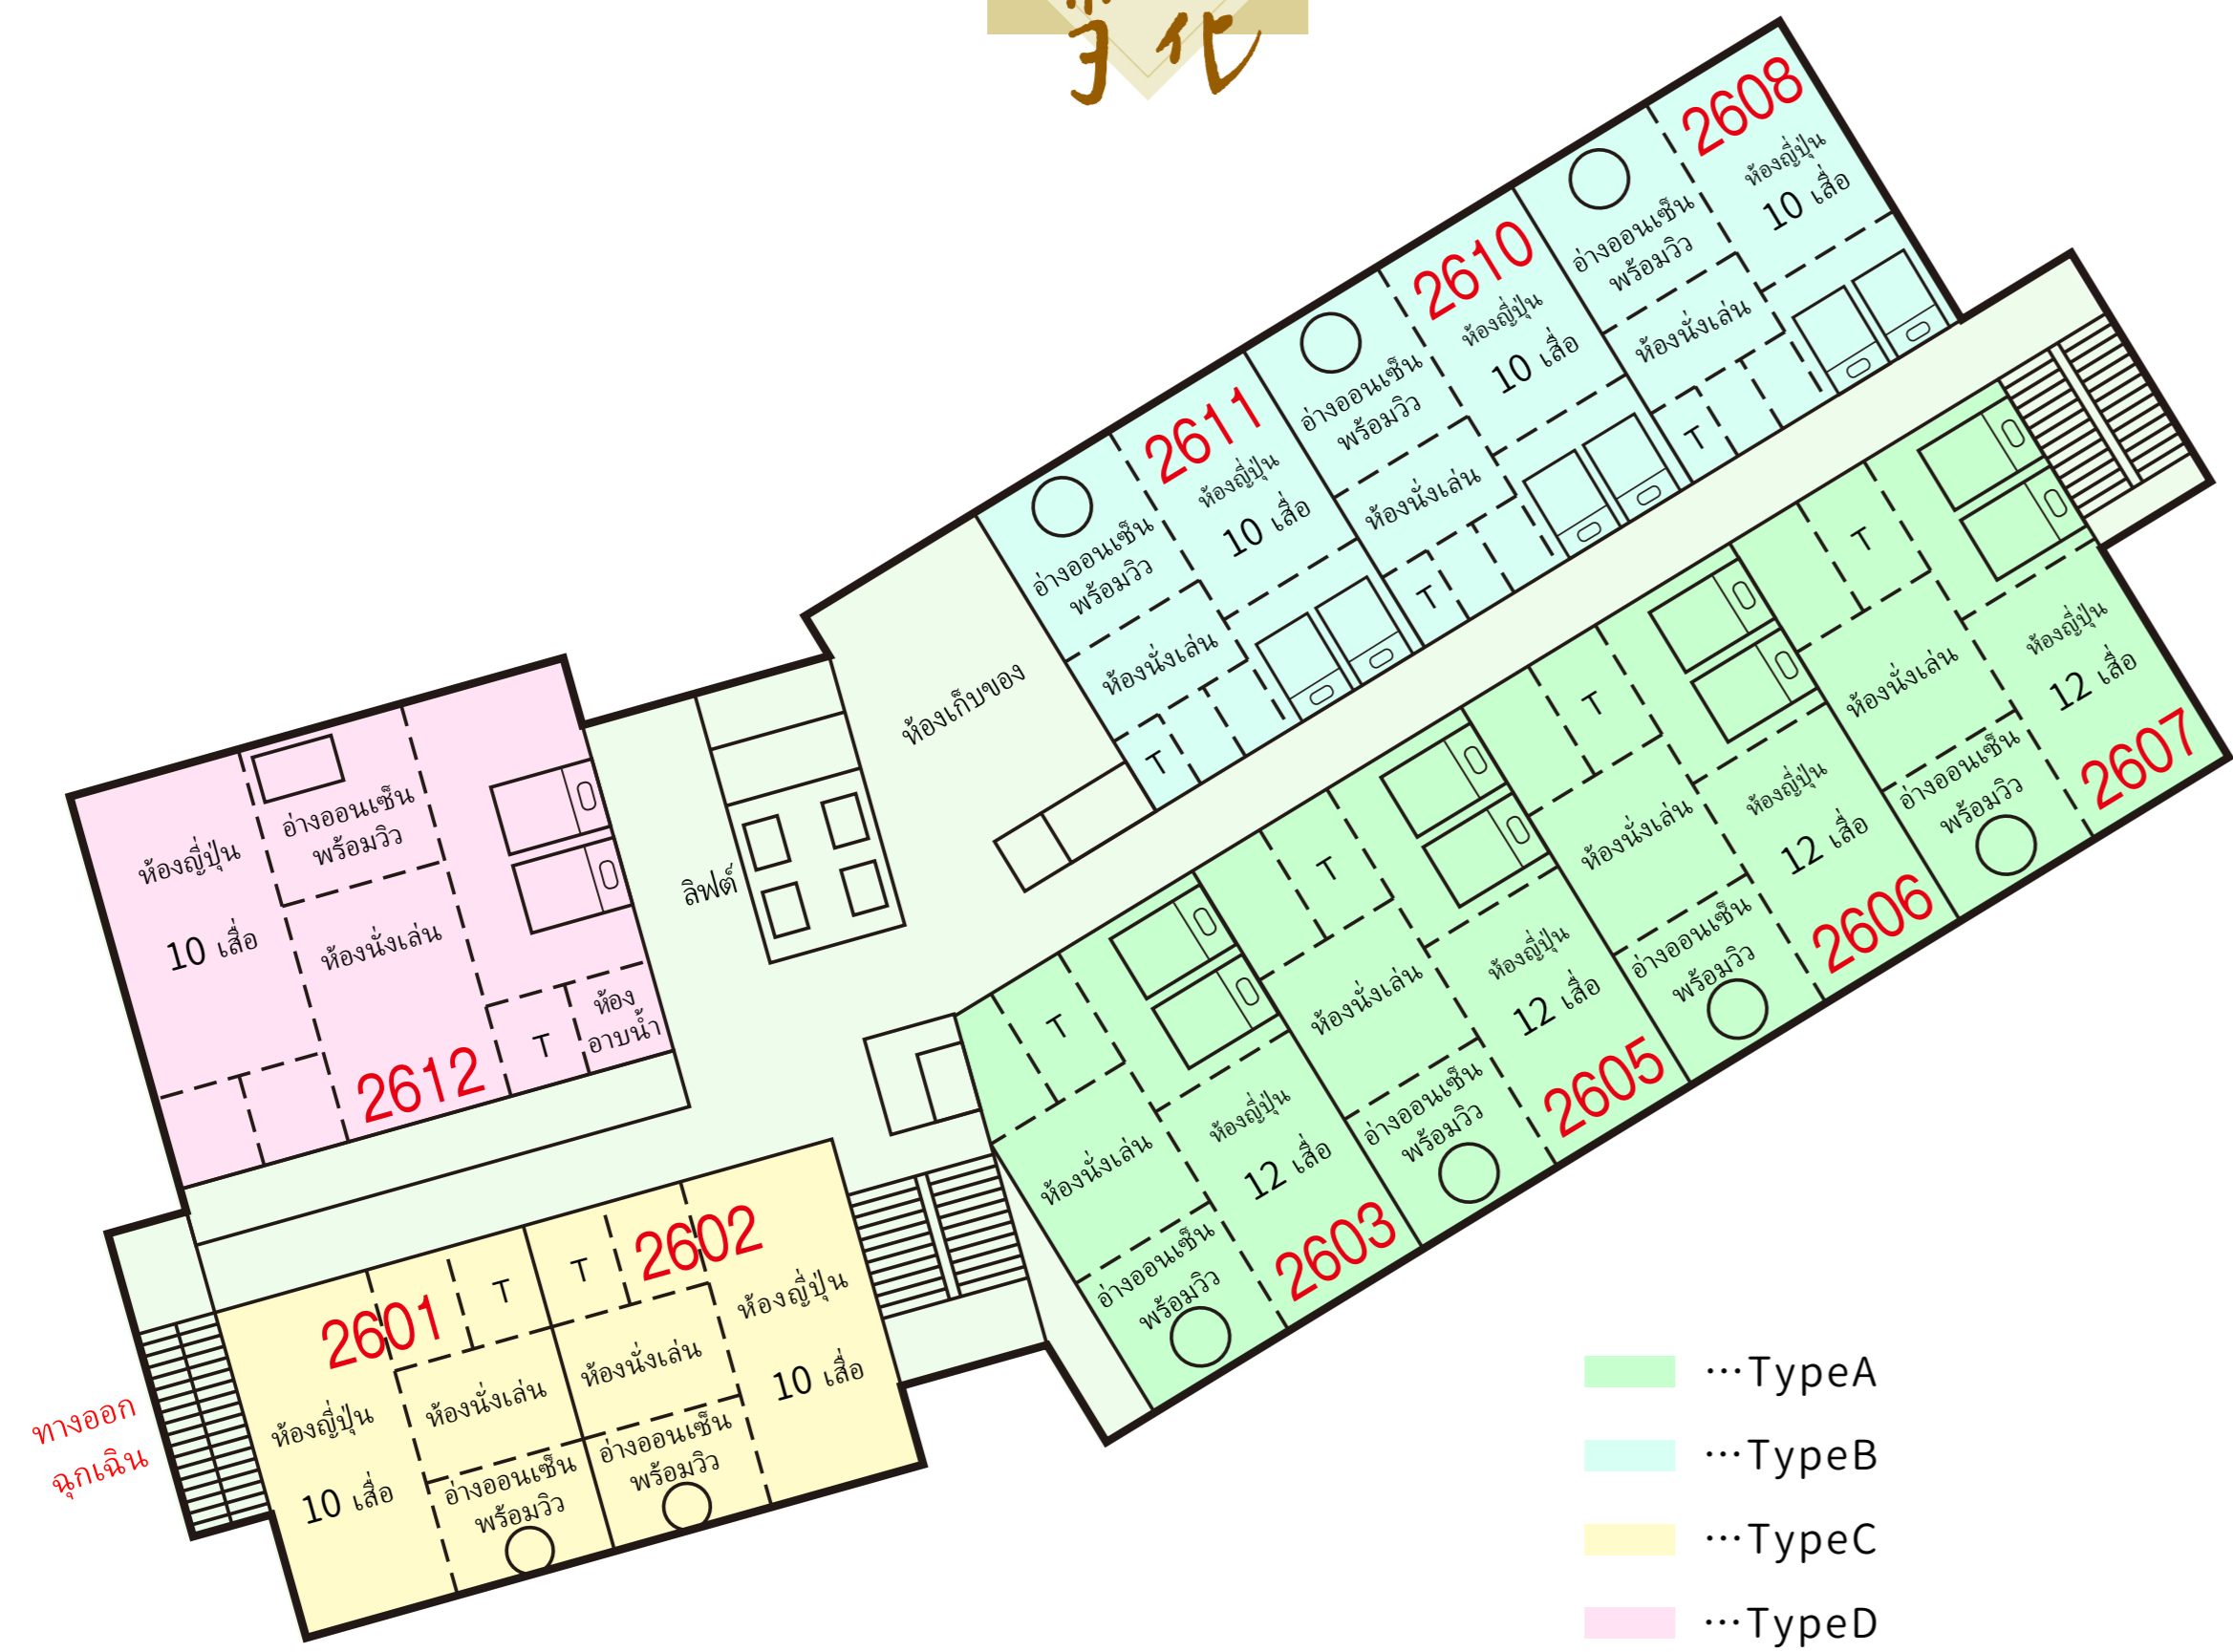 2608
ห้องญี่ปุ่น
10 เสื่อ
อ่างออนเซ็น
พร้อมวิว
ห้องนั่งเล่น
T
2610
ห้องญี่ปุ่น
10 เสื่อ
อ่างออนเซ็น
พร้อมวิว
ห้องนั่งเล่น
T
2611
ห้องญี่ปุ่น
10 เสื่อ
อ่างออนเซ็น
พร้อมวิว
ห้องนั่งเล่น
T
ห้องเก็บของ
ลิฟต์
T
ห้องนั่งเล่น
ห้องญี่ปุ่น
12 เสื่อ
อ่างออนเซ็น
พร้อมวิว
2607
T
ห้องนั่งเล่น
ห้องญี่ปุ่น
12 เสื่อ
อ่างออนเซ็น
พร้อมวิว
2606
T
ห้องนั่งเล่น
ห้องญี่ปุ่น
12 เสื่อ
อ่างออนเซ็น
พร้อมวิว
2605
T
ห้องนั่งเล่น
ห้องญี่ปุ่น
12 เสื่อ
อ่างออนเซ็น
พร้อมวิว
2603
อ่างออนเซ็น
พร้อมวิว
ห้องญี่ปุ่น
10 เสื่อ
ห้องนั่งเล่น
ห้อง
อาบน้ำ
T
2612
2602
T
ห้องญี่ปุ่น
10 เสื่อ
ห้องนั่งเล่น
อ่างออนเซ็น
พร้อมวิว
2601
T
ห้องนั่งเล่น
ห้องญี่ปุ่น
10 เสื่อ
อ่างออนเซ็น
พร้อมวิว
ทางออก
ฉุกเฉิน
…TypeA
…TypeB
…TypeC
…TypeD